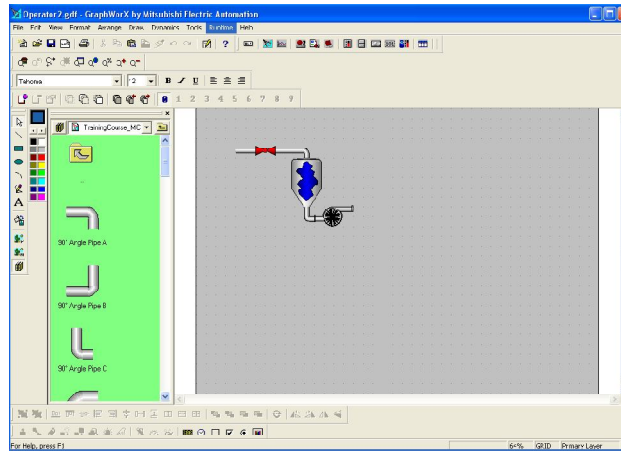 Operator2.gdf - GraphWorX by Mitsubishi Electric Automation
File Edit View Format Arrange Draw Dynamics Tools Runtime Help
Tahoma 12 B I U
0 1 2 3 4 5 6 7 8 9
TrainingCourse_MC
..
90° Angle Pipe A
A
90° Angle Pipe B
90° Angle Pipe C
For Help, press F1 64% GRID Primary Layer